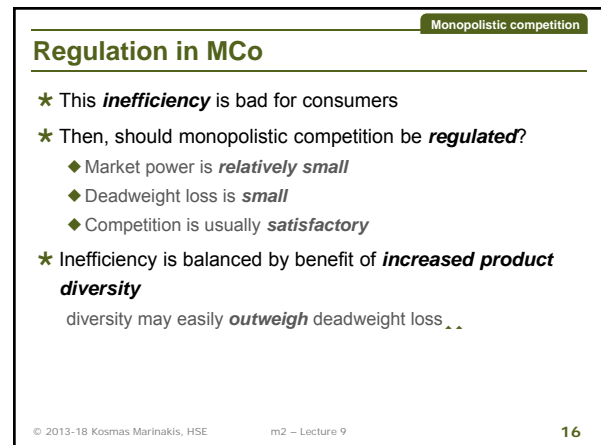 Monopolistic competition
Regulation in MCo
This inefficiency is bad for consumers
Then, should monopolistic competition be regulated?
Market power is relatively small
Deadweight loss is small
Competition is usually satisfactory
Inefficiency is balanced by benefit of increased product
diversity
diversity may easily outweigh deadweight loss
© 2013-18 Kosmas Marinakis, HSE m2 – Lecture 9 16